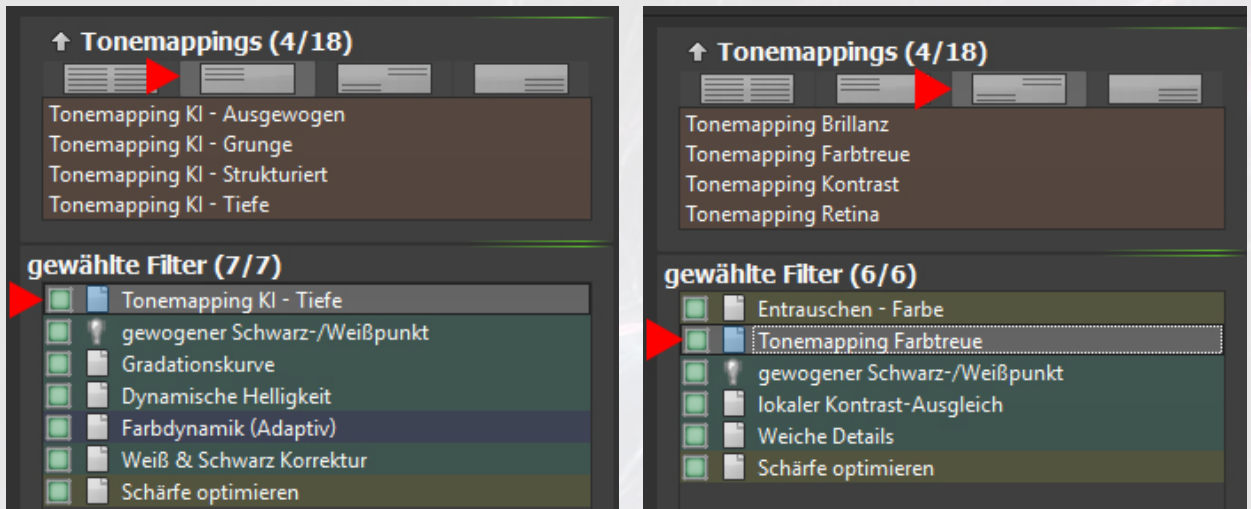 Tonemappings (4/18)
Tonemapping KI - Ausgewogen
Tonemapping KI - Grunge
Tonemapping KI - Strukturiert
Tonemapping KI - Tiefe
gewählte Filter (7/7)
Tonemapping KI - Tiefe
gewogener Schwarz-/Weißpunkt
Gradationskurve
Dynamische Helligkeit
Farbdynamik (Adaptiv)
Weiß & Schwarz Korrektur
Schärfe optimieren
Tonemappings (4/18)
Tonemapping Brillanz
Tonemapping Farbtreue
Tonemapping Kontrast
Tonemapping Retina
gewählte Filter (6/6)
Entrauschen - Farbe
Tonemapping Farbtreue
gewogener Schwarz-/Weißpunkt
lokaler Kontrast-Ausgleich
Weiche Details
Schärfe optimieren